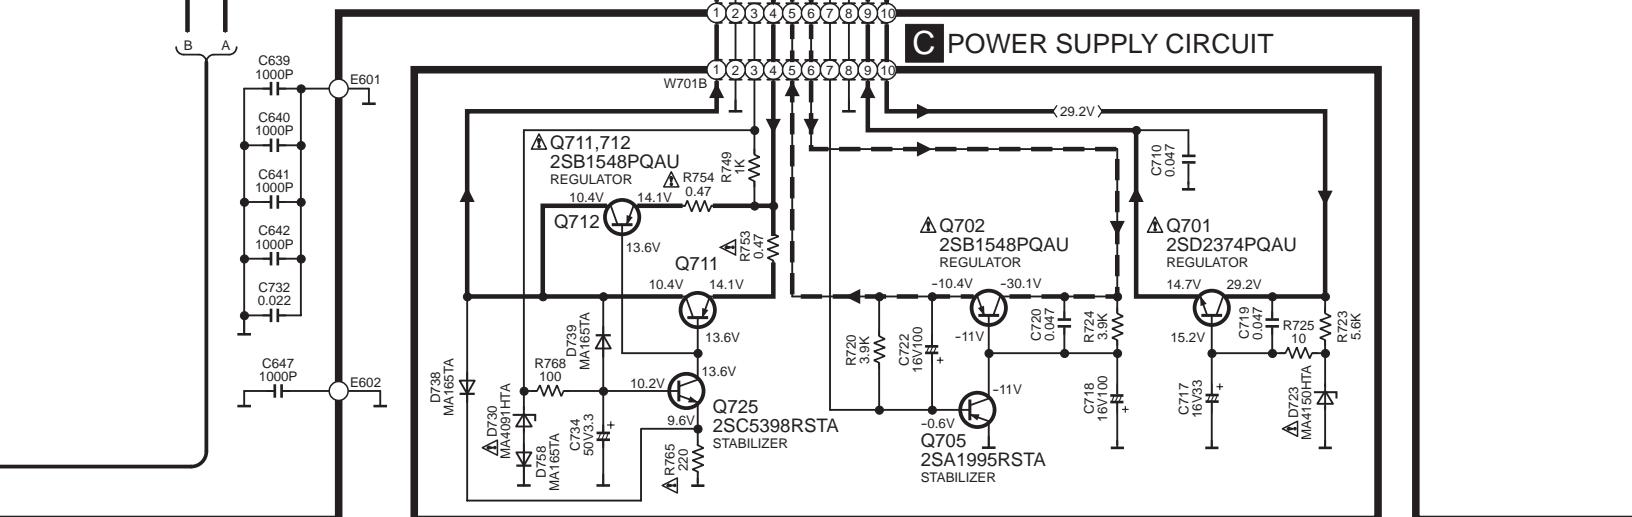 1 2 3 4 5 6 7 8 9 10
B A
C POWER SUPPLY CIRCUIT
C639
1000P
E601
W701B
1 2 3 4 5 6 7 8 9 10
29.2V
C640
1000P
Q711,712
2SB1548PQAU
REGULATOR
R749
1K
R754
0.47
C710
0.047
C641
1000P
10.4V
14.1V
Q712
13.6V
R753
0.47
Q702
2SB1548PQAU
REGULATOR
Q701
2SD2374PQAU
REGULATOR
C642
1000P
Q711
10.4V
14.1V
13.6V
-10.4V
-30.1V
-11V
14.7V
29.2V
15.2V
C732
0.022
D739
MA165TA
R720
3.9K
C722
16V100
+
C720
0.047
R724
3.9K
C719
0.047
R725
10
R723
5.6K
C647
1000P
E602
D738
MA165TA
R768
100
10.2V
13.6V
Q725
2SC5398RSTA
STABILIZER
9.6V
D730
MA4091HTA
D758
MA165TA
C734
50V3.3
+
R765
220
-11V
-0.6V
Q705
2SA1995RSTA
STABILIZER
C718
16V100
+
C717
16V33
+
D723
MA4150HTA